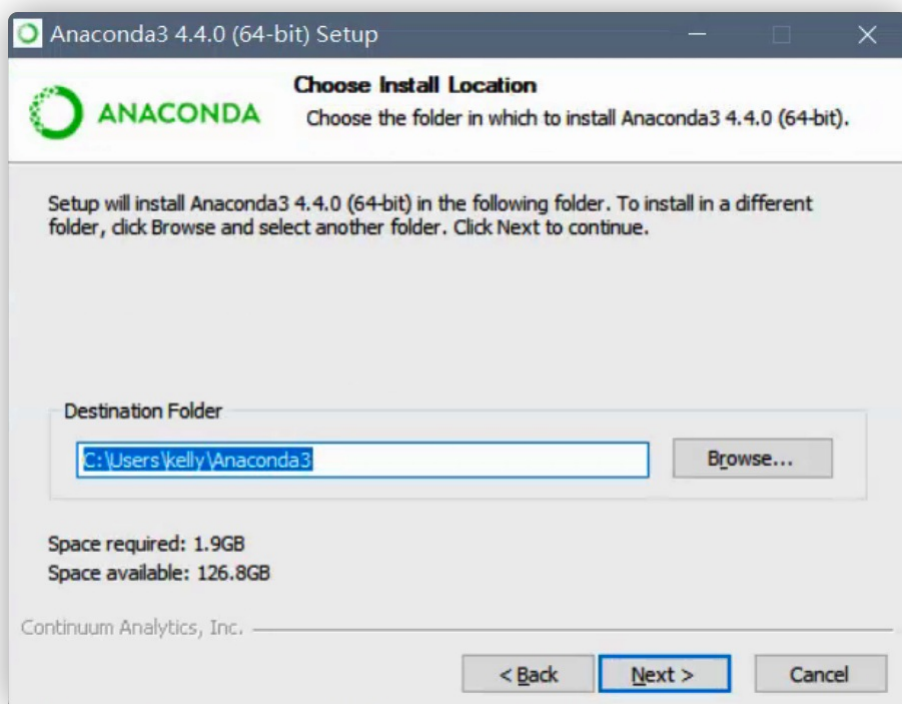 Anaconda3 4.4.0 (64-bit) Setup
Choose Install Location
ANACONDA
Choose the folder in which to install Anaconda3 4.4.0 (64-bit).
Setup will install Anaconda3 4.4.0 (64-bit) in the following folder. To install in a different
folder, click Browse and select another folder. Click Next to continue.
Destination Folder
C:\Users\kelly\Anaconda3
Browse...
Space required: 1.9GB
Space available: 126.8GB
Continuum Analytics, Inc.
< Back
Next >
Cancel